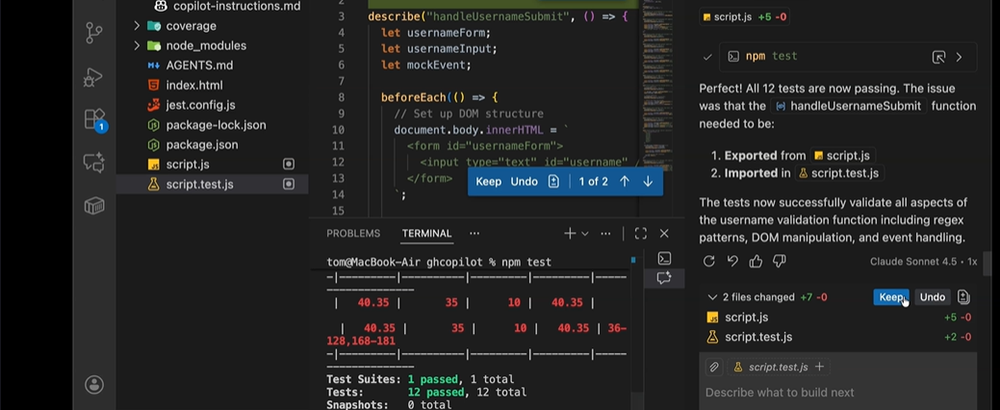 copilot-instructions.md
coverage
node_modules
AGENTS.md
index.html
jest.config.js
package-lock.json
package.json
script.js
script.test.js
1
2
3 describe("handleUsernameSubmit", () => {
4 let usernameForm;
5 let usernameInput;
6 let mockEvent;
7
8 beforeEach(() => {
9 // Set up DOM structure
10 document.body.innerHTML = `
11 <form id="usernameForm">
12 <input type="text" id="username" /
13 </form>
14 `;
15
Keep Undo 1 of 2
PROBLEMS TERMINAL ···
tom@MacBook-Air ghcopilot % npm test
-|---------|----------|---------|---------|-----
---------------
| 40.35 | 35 | 10 | 40.35 |
| 40.35 | 35 | 10 | 40.35 | 36-
128,168-181
-|---------|----------|---------|---------|-----
---------------
Test Suites: 1 passed, 1 total
Tests: 12 passed, 12 total
Snapshots: 0 total
script.js +5 -0
npm test
Perfect! All 12 tests are now passing. The issue
was that the handleUsernameSubmit function
needed to be:
1. Exported from script.js
2. Imported in script.test.js
The tests now successfully validate all aspects of
the username validation function including regex
patterns, DOM manipulation, and event handling.
Claude Sonnet 4.5 • 1x
2 files changed +7 -0 Keep Undo
script.js +5 -0
script.test.js +2 -0
script.test.js
Describe what to build next